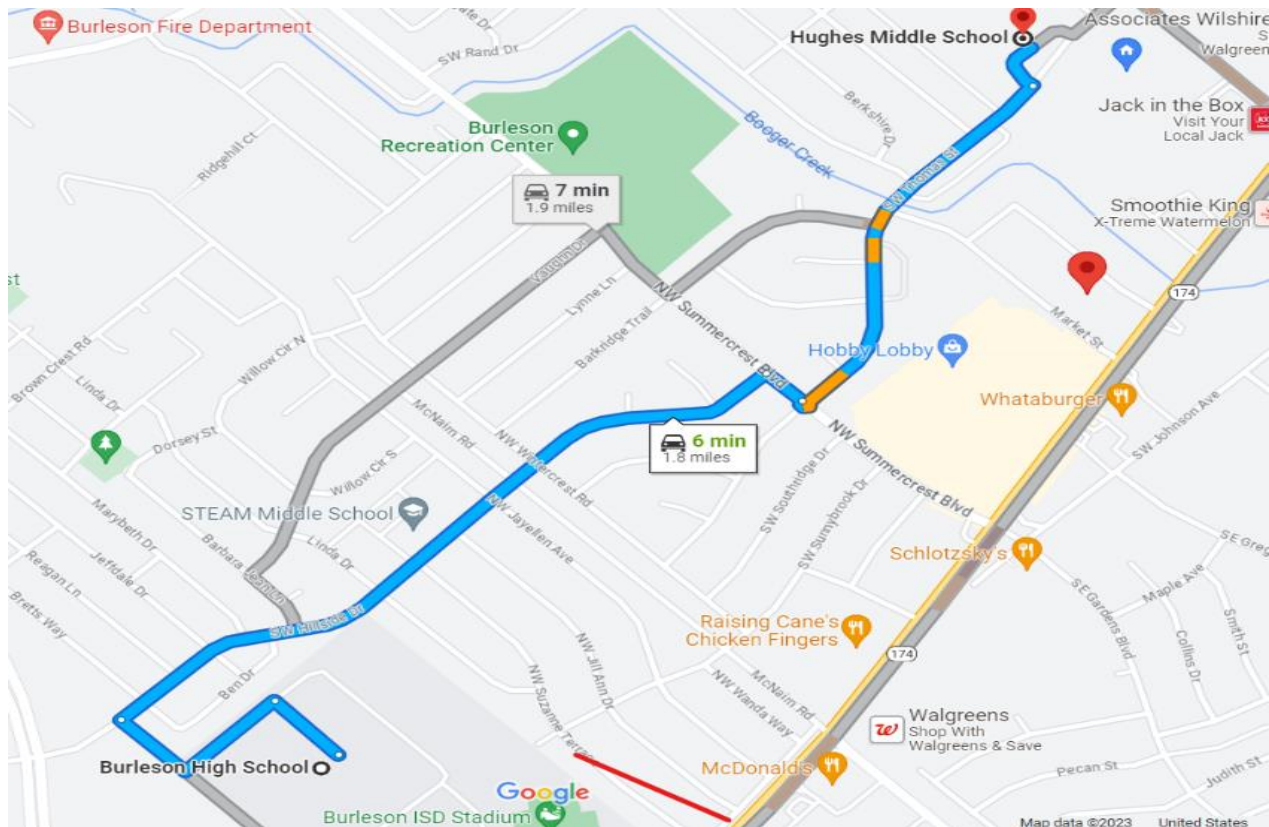 Burleson Fire Department
SW Rand Dr
Hughes Middle School
Associates Wilshire
Walgreens
Jack in the Box
Visit Your
Local Jack
Berkshire Dr
Booger Creek
Ridgehill Ct
Burleson
Recreation Center
7 min
1.9 miles
SW Thomas St
Smoothie King
X-Treme Watermelon
174
st
Vaughn Dr
Lynne Ln
Barkridge Trail
NW Summercrest Blvd
Market St
Hobby Lobby
Whataburger
Brown Crest Rd
Linda Dr
Willow Cir N
Dorsey St
McNairn Rd
NW Watercrest Rd
6 min
1.8 miles
NW Summercrest Blvd
SW Johnson Ave
Willow Cir S
STEAM Middle School
NW Jayellen Ave
SW Southridge Dr
SW Sunnybrook Dr
Schlotzsky's
SE Greg
Marybeth Dr
Barbara Jean Ln
Linda Dr
Jeffdale Dr
Reagan Ln
Bretts Way
SW Hillside Dr
Maple Ave
SE Gardens Blvd
Smith St
Collins Dr
Raising Cane's
Chicken Fingers
174
Ben Dr
NW Jill Ann Dr
NW Suzanne Terrace
McNairn Rd
NW Wanda Way
Walgreens
Shop With
Walgreens & Save
Burleson High School
McDonald's
Pecan St
Judith St
Google
Burleson ISD Stadium
Map data ©2023 United States